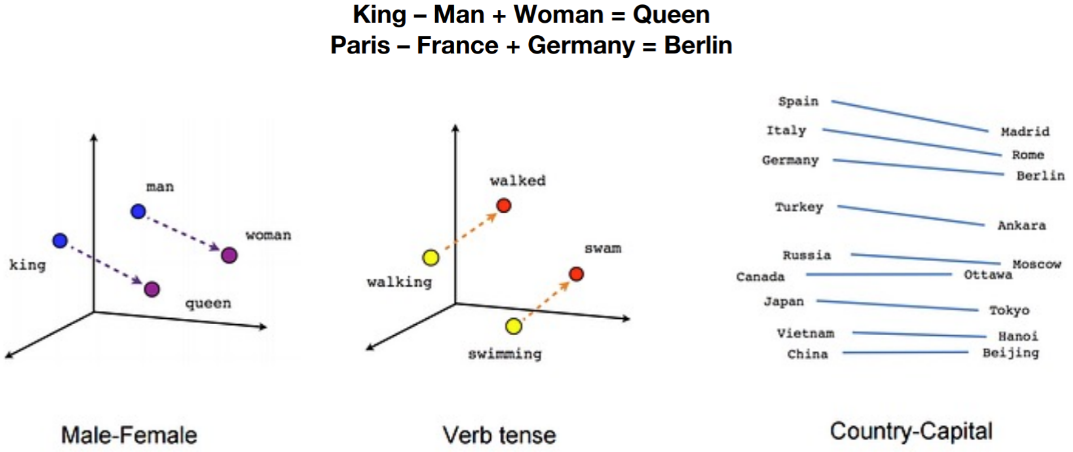 King – Man + Woman = Queen
Paris – France + Germany = Berlin
man
woman
king
queen
Male-Female
walked
swam
walking
swimming
Verb tense
Spain
Madrid
Italy
Rome
Germany
Berlin
Turkey
Ankara
Russia
Moscow
Canada
Ottawa
Japan
Tokyo
Vietnam
Hanoi
China
Beijing
Country-Capital